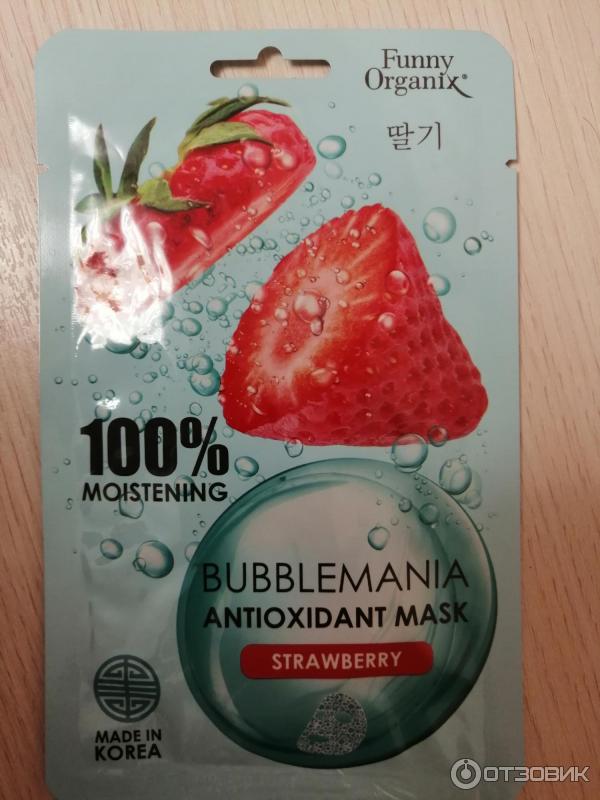 Funny
Organix®
딸기
100%
MOISTENING
BUBBLEMANIA
ANTIOXIDANT MASK
STRAWBERRY
MADE IN
KOREA
ОТЗОВИК